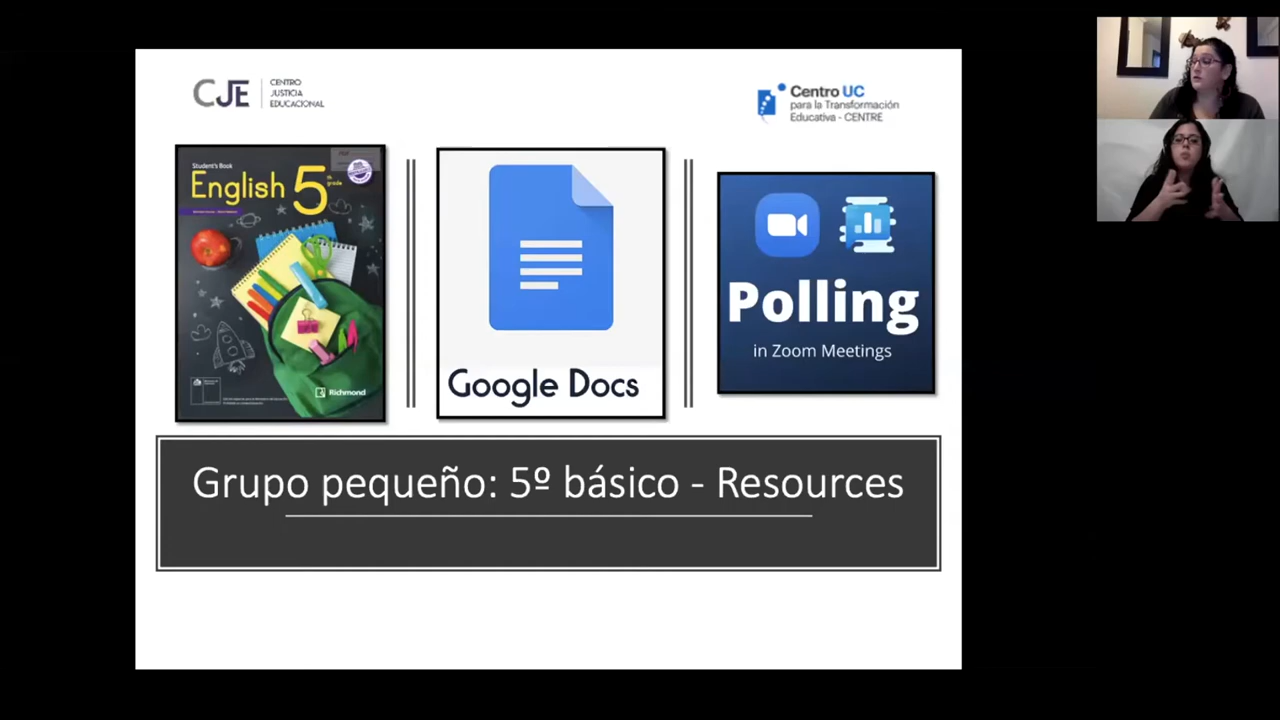 CJE
CENTRO
JUSTICIA
EDUCACIONAL
Centro UC
para la Transformación
Educativa - CENTRE
Student's Book
English 5
th
grade
Richmond
Google Docs
Polling
in Zoom Meetings
Grupo pequeño: 5º básico - Resources